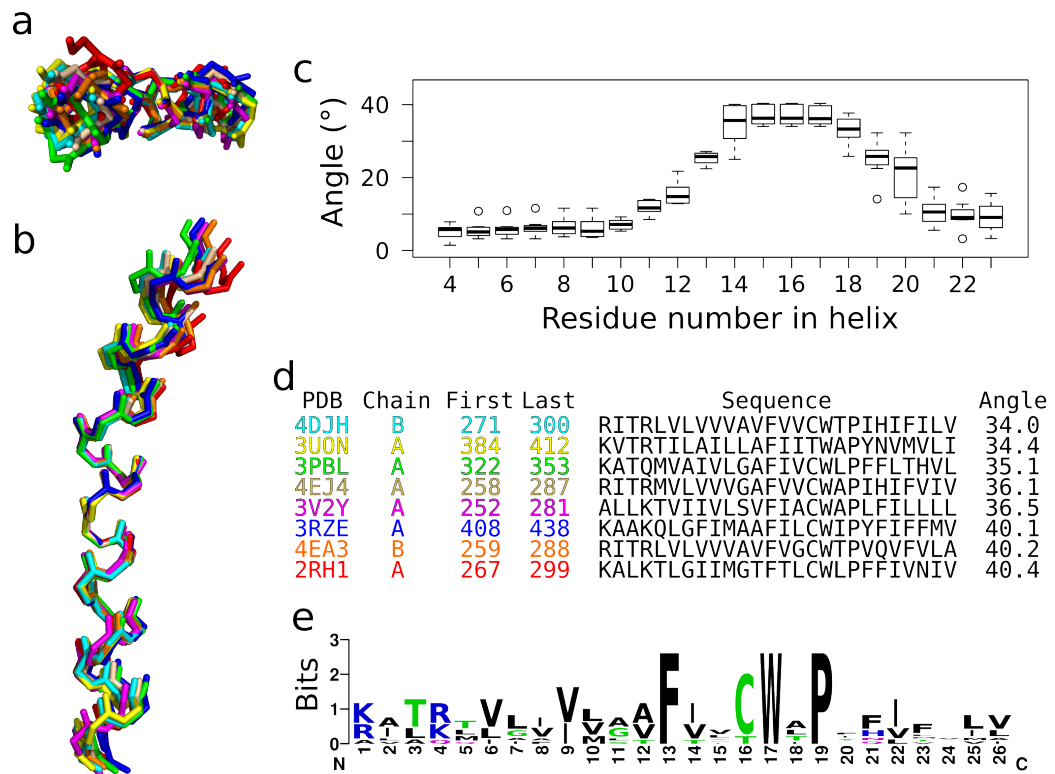 a
b
c
Angle (°)
40
20
0
4 6 8 10 12 14 16 18 20 22
Residue number in helix
d
PDB Chain First Last Sequence Angle
4DJH B 271 300 RITRLVLVVVAVFVVCWTPIHIFILV 34.0
3UON A 384 412 KVTRTILAILLAFIITWAPYNVMVLI 34.4
3PBL A 322 353 KATQMVAIVLGAFIVCWLPFFLTHVL 35.1
4EJ4 A 258 287 RITRMVLVVVGAFVVCWAPIHIFVIV 36.1
3V2Y A 252 281 ALLKTVIIVLSVFIACWAPLFILLLL 36.5
3RZE A 408 438 KAAKQLGFIMAAFILCWIPYFIFFMV 40.1
4EA3 B 259 288 RITRLVLVVVAVFVGCWTPVQVFVLA 40.2
2RH1 A 267 299 KALKTLGIIMGTFTLCWLPFFIVNIV 40.4
e
Bits
3
2
1
0
N 1 2 3 4 5 6 7 8 9 10 11 12 13 14 15 16 17 18 19 20 21 22 23 24 25 26 C